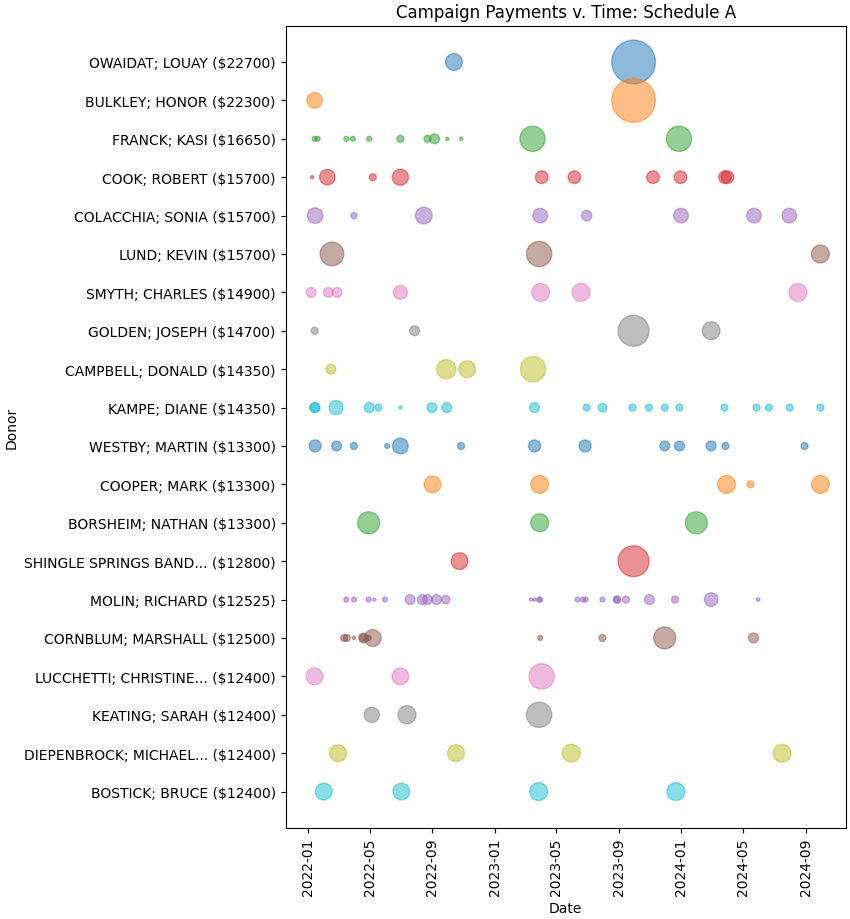 Campaign Payments v. Time: Schedule A
OWAIDAT; LOUAY ($22700)
BULKLEY; HONOR ($22300)
FRANCK; KASI ($16650)
COOK; ROBERT ($15700)
COLACCHIA; SONIA ($15700)
LUND; KEVIN ($15700)
SMYTH; CHARLES ($14900)
GOLDEN; JOSEPH ($14700)
CAMPBELL; DONALD ($14350)
KAMPE; DIANE ($14350)
WESTBY; MARTIN ($13300)
COOPER; MARK ($13300)
BORSHEIM; NATHAN ($13300)
SHINGLE SPRINGS BAND... ($12800)
MOLIN; RICHARD ($12525)
CORNBLUM; MARSHALL ($12500)
LUCCHETTI; CHRISTINE... ($12400)
KEATING; SARAH ($12400)
DIEPENBROCK; MICHAEL... ($12400)
BOSTICK; BRUCE ($12400)
Donor
2022-01
2022-05
2022-09
2023-01
2023-05
2023-09
2024-01
2024-05
2024-09
Date